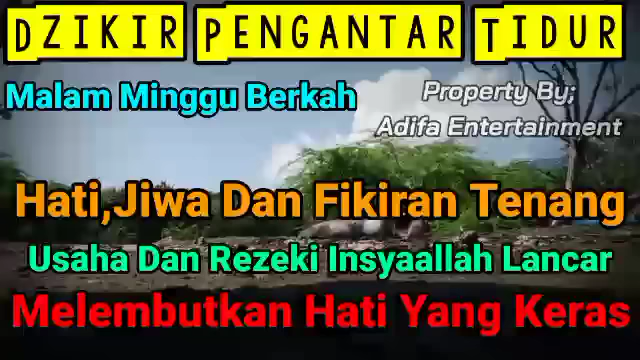 Dzikir Pengantar Tidur
Malam Minggu Berkah
Property By;
Adifa Entertainment
Hati,Jiwa Dan Fikiran Tenang
Usaha Dan Rezeki Insyaallah Lancar
Melembutkan Hati Yang Keras